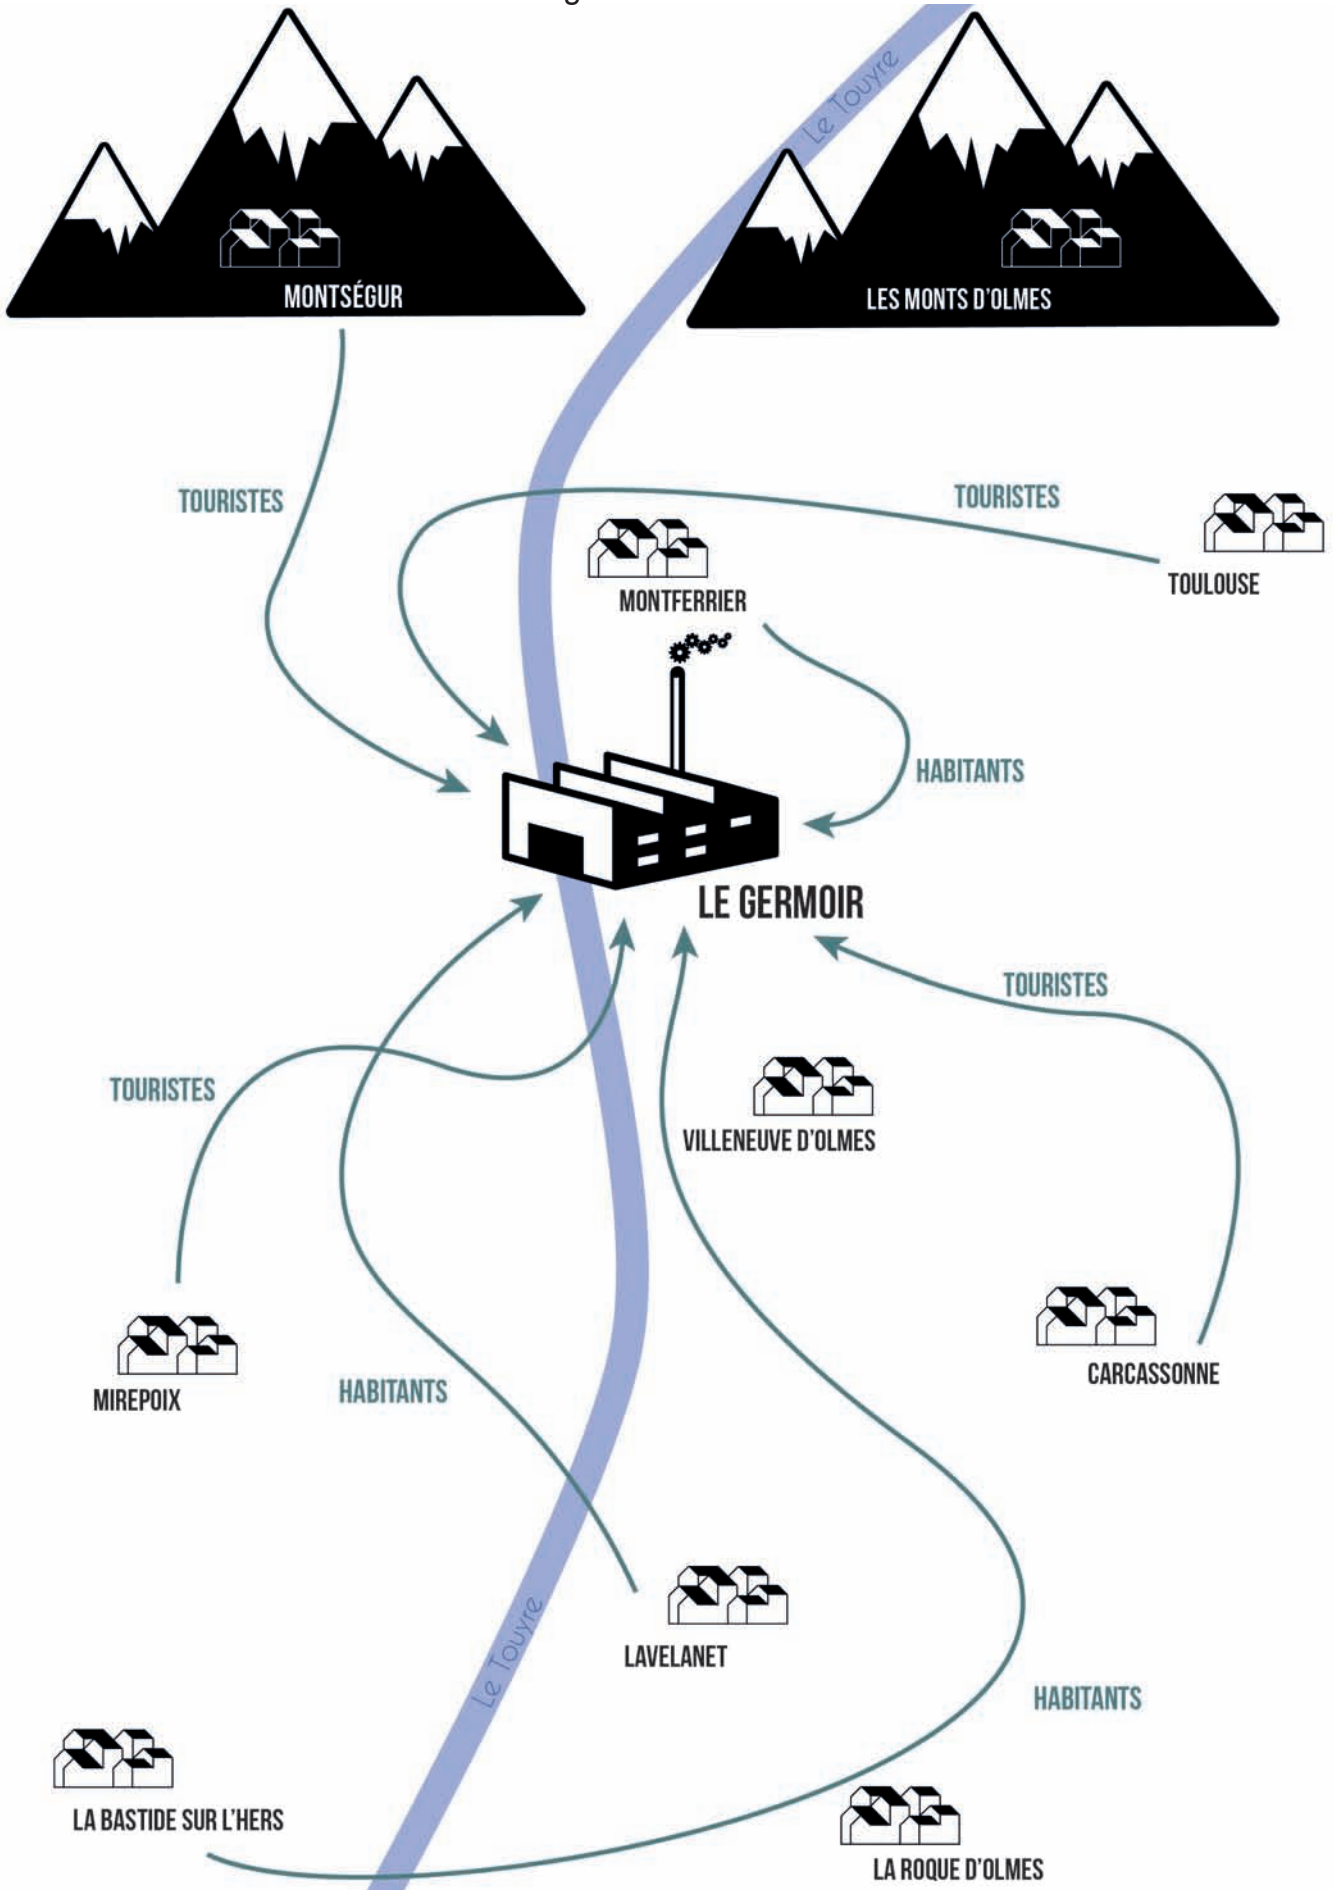 Le Touyre
MONTSÉGUR
LES MONTS D'OLMES
TOURISTES
TOURISTES
TOULOUSE
MONTFERRIER
HABITANTS
LE GERMOIR
TOURISTES
TOURISTES
VILLENEUVE D'OLMES
CARCASSONNE
MIREPOIX
HABITANTS
Le Touyre
LAVELANET
HABITANTS
LA BASTIDE SUR L'HERS
LA ROQUE D'OLMES